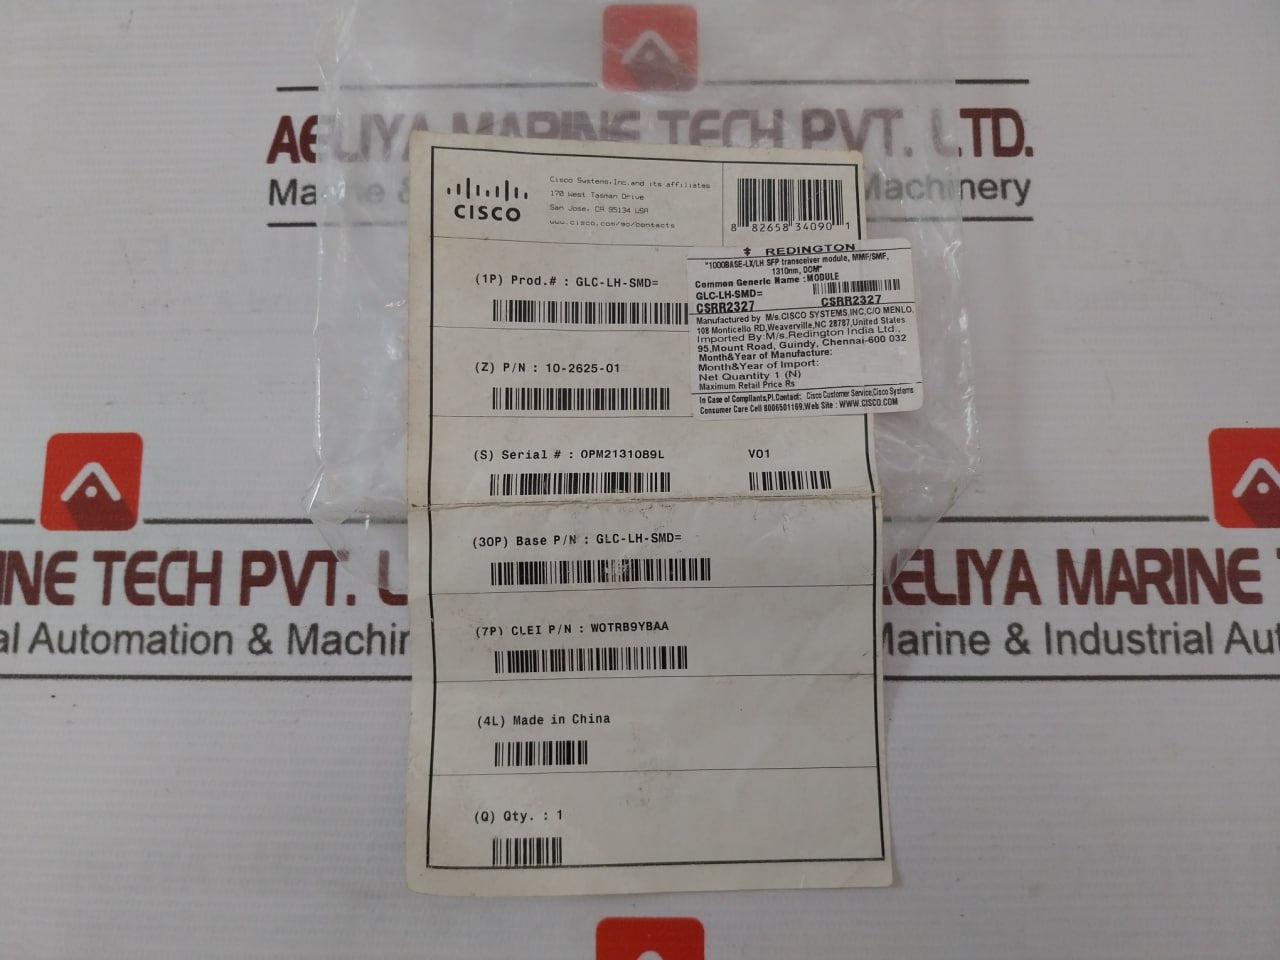 AELIYA MARINE TECH PVT. LTD.
Machinery
CISCO
Cisco Systems,Inc.and its affiliates
170 West Tasman Drive
San Jose, CA 95134 USA
www.cisco.com/go/contacts
8 82658 34090 1
REDINGTON
"1000BASE-LX/LH SFP transceiver module, MMF/SMF,
1310nm, DOM"
Common Generic Name :MODULE
GLC-LH-SMD=
CSRR2327 CSRR2327
Manufactured by M/s.CISCO SYSTEMS,INC,C/O MENLO,
108 Monticello RD,Weaverville,NC 28787,United States
Imported By:M/s.Redington India Ltd.,
95,Mount Road, Guindy, Chennai-600 032
Month&Year of Manufacture:
Month&Year of Import:
Net Quantity 1 (N)
Maximum Retail Price Rs
In Case of Compliants,Pl.Contact: Cisco Customer Service,Cisco Systems
Consumer Care Cell 8006501169,Web Site : WWW.CISCO.COM
(1P) Prod.# : GLC-LH-SMD=
(Z) P/N : 10-2625-01
(S) Serial # : OPM2131089L V01
(30P) Base P/N : GLC-LH-SMD=
(7P) CLEI P/N : WOTRB9YBAA
(4L) Made in China
(Q) Qty. : 1
INE TECH PVT. L
al Automation & Machin
AELIYA MARINE
Marine & Industrial Aut